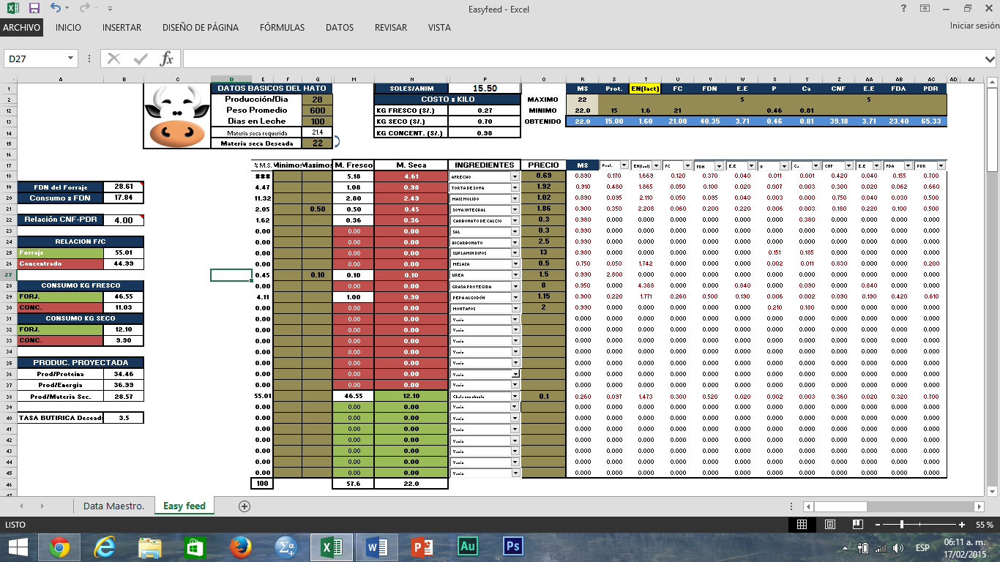 Easyfeed - Excel
ARCHIVO INICIO INSERTAR DISEÑO DE PÁGINA FÓRMULAS DATOS REVISAR VISTA Iniciar sesión
D27
A B C D E F G M N P Q R S T U V W X Y Z AA AB AC AD AJ
1 DATOS BASICOS DEL HATO SOLES/ANIM 15.50 MS Prot. EN(lact) FC FDN E.E P Ca CNF E.E FDA PDR
2 Producción/Dia 28 COSTO x KILO MAXIMO 22 5 5
12 Peso Promedio 600 KG FRESCO (S/.) 0.27 MINIMO 22.0 15 1.6 21 0.46 0.81
13 Dias en Leche 100 KG SECO (S/.) 0.70 OBTENIDO 22.0 15.00 1.60 21.00 40.35 3.71 0.46 0.81 39.18 3.71 23.40 65.33
14 Materia seca requerida 21.4 KG CONCENT. (S/.) 0.98
15 Materia seca Deseada 22
16
17 % M.S. Minimos Maximos M. Fresco M. Seca INGREDIENTES PRECIO MS Prot. EN(lact) FC FDN E.E P Ca CNF E.E FDA PDR
18 ### 5.18 4.61 AFRECHO 0.69 0.890 0.170 1.663 0.120 0.370 0.040 0.011 0.001 0.420 0.040 0.155 0.700
19 FDN del Forraje 28.61 4.47 1.08 0.98 TORTA DE SOYA 1.92 0.910 0.480 1.865 0.050 0.100 0.020 0.007 0.003 0.300 0.020 0.062 0.660
20 Consumo x FDN 17.84 11.32 2.80 2.49 MAIZ MOLIDO 1.02 0.890 0.095 2.110 0.050 0.095 0.040 0.003 0.000 0.750 0.040 0.030 0.500
21 2.05 0.50 0.50 0.45 SOYA INTEGRAL 1.86 0.900 0.350 2.208 0.060 0.200 0.220 0.006 0.003 0.180 0.220 0.100 0.500
22 Relación CNF-PDR 4.00 1.62 0.36 0.36 CARBONATO DE CALCIO 0.3 0.980 0.000 0.000 0.000 0.000 0.000 0.000 0.380 0.000 0.000 0.000 0.000
23 0.00 0.00 0.00 SAL 0.3 0.990 0.000 0.000 0.000 0.000 0.000 0.000 0.000 0.000 0.000 0.000 0.000
24 RELACION F/C 0.00 0.00 0.00 BICARBONATO 2.5 0.990 0.000 0.000 0.000 0.000 0.000 0.000 0.000 0.000 0.000 0.000 0.000
25 Forraje 55.01 0.00 0.00 0.00 SUPLAMIN DIFOS 13 0.980 0.000 0.000 0.000 0.000 0.000 0.151 0.185 0.000 0.000 0.000 0.000
26 Concentrado 44.99 0.00 0.00 0.00 MELAZA 0.5 0.750 0.050 1.742 0.000 0.000 0.000 0.002 0.011 0.830 0.000 0.000 0.200
27 0.45 0.10 0.10 0.10 UREA 1.5 0.990 2.800 0.000 0.000 0.000 0.000 0.000 0.000 0.000 0.000 0.000 0.000
28 CONSUMO KG FRESCO 0.00 0.00 0.00 GRASA PROTEGIDA 8 0.950 0.000 4.388 0.000 0.000 0.840 0.000 0.090 0.000 0.840 0.000 0.000
29 FORJ. 46.55 4.11 1.00 0.90 PEPA ALGODÓN 1.15 0.900 0.220 1.771 0.260 0.500 0.190 0.006 0.002 0.090 0.190 0.420 0.610
30 CONC. 11.03 0.00 0.00 0.00 MONTAFOS 2 0.990 0.000 0.000 0.000 0.000 0.000 0.210 0.180 0.000 0.000 0.000 0.000
31 CONSUMO KG SECO 0.00 0.00 0.00 Vacio 0.000 0.000 0.000 0.000 0.000 0.000 0.000 0.000 0.000 0.000 0.000 0.000
32 FORJ. 12.10 0.00 0.00 0.00 Vacio 0.000 0.000 0.000 0.000 0.000 0.000 0.000 0.000 0.000 0.000 0.000 0.000
33 CONC. 9.90 0.00 0.00 0.00 Vacio 0.000 0.000 0.000 0.000 0.000 0.000 0.000 0.000 0.000 0.000 0.000 0.000
34 0.00 0.00 0.00 Vacio 0.000 0.000 0.000 0.000 0.000 0.000 0.000 0.000 0.000 0.000 0.000 0.000
35 PRODUC. PROYECTADA 0.00 0.00 0.00 Vacio 0.000 0.000 0.000 0.000 0.000 0.000 0.000 0.000 0.000 0.000 0.000 0.000
36 Prod/Proteina 34.46 0.00 0.00 0.00 Vacio 0.000 0.000 0.000 0.000 0.000 0.000 0.000 0.000 0.000 0.000 0.000 0.000
37 Prod/Energia 36.99 0.00 0.00 0.00 Vacio 0.000 0.000 0.000 0.000 0.000 0.000 0.000 0.000 0.000 0.000 0.000 0.000
38 Prod/Materia Sec. 28.57 55.01 46.55 12.10 0.1 0.260 0.097 1.473 0.300 0.520 0.020 0.002 0.003 0.360 0.020 0.320 0.700
39 0.00 0.00 0.00 Vacio 0.000 0.000 0.000 0.000 0.000 0.000 0.000 0.000 0.000 0.000 0.000 0.000
40 TASA BUTIRICA Desead 3.5 0.00 0.00 0.00 Vacio 0.000 0.000 0.000 0.000 0.000 0.000 0.000 0.000 0.000 0.000 0.000 0.000
41 0.00 0.00 0.00 Vacio 0.000 0.000 0.000 0.000 0.000 0.000 0.000 0.000 0.000 0.000 0.000 0.000
42 0.00 0.00 0.00 Vacio 0.000 0.000 0.000 0.000 0.000 0.000 0.000 0.000 0.000 0.000 0.000 0.000
43 0.00 0.00 0.00 Vacio 0.000 0.000 0.000 0.000 0.000 0.000 0.000 0.000 0.000 0.000 0.000 0.000
44 0.00 0.00 0.00 Vacio 0.000 0.000 0.000 0.000 0.000 0.000 0.000 0.000 0.000 0.000 0.000 0.000
45 0.00 0.00 0.00 Vacio 0.000 0.000 0.000 0.000 0.000 0.000 0.000 0.000 0.000 0.000 0.000 0.000
46 100 57.6 22.0
Data Maestro. Easy feed
LISTO 55 %
ESP 06:11 a. m.
17/02/2015